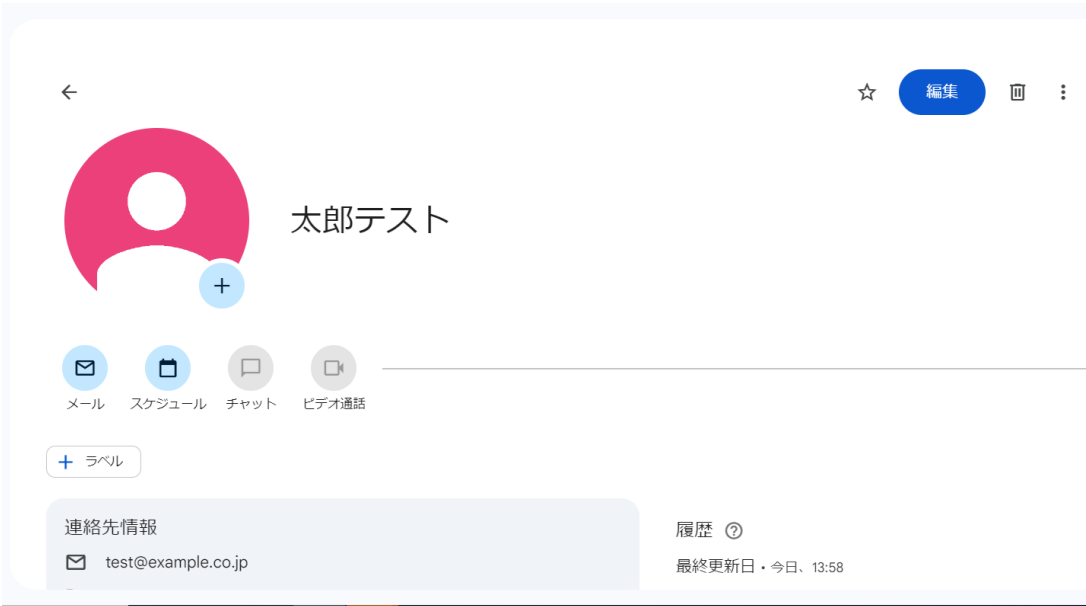 編集
太郎テスト
メール スケジュール チャット ビデオ通話
ラベル
連絡先情報
test@example.co.jp
履歴
最終更新日・今日、13:58